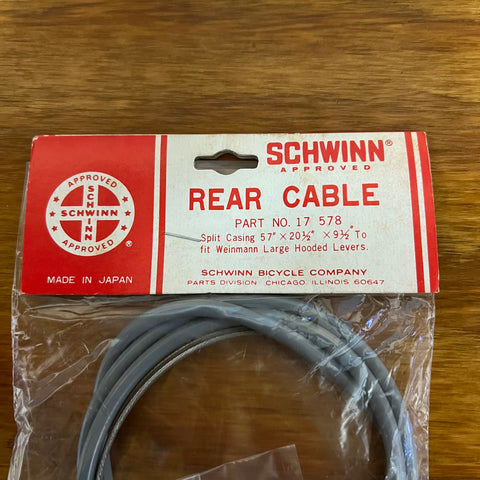 SCHWINN®
APPROVED
REAR CABLE
PART NO. 17 578
Split Casing 57" × 20½" × 9½" To
fit Weinmann Large Hooded Levers.
SCHWINN BICYCLE COMPANY
PARTS DIVISION CHICAGO ILLINOIS 60647
APPROVED
SCHWINN
SCHWINN
APPROVED
®
MADE IN JAPAN